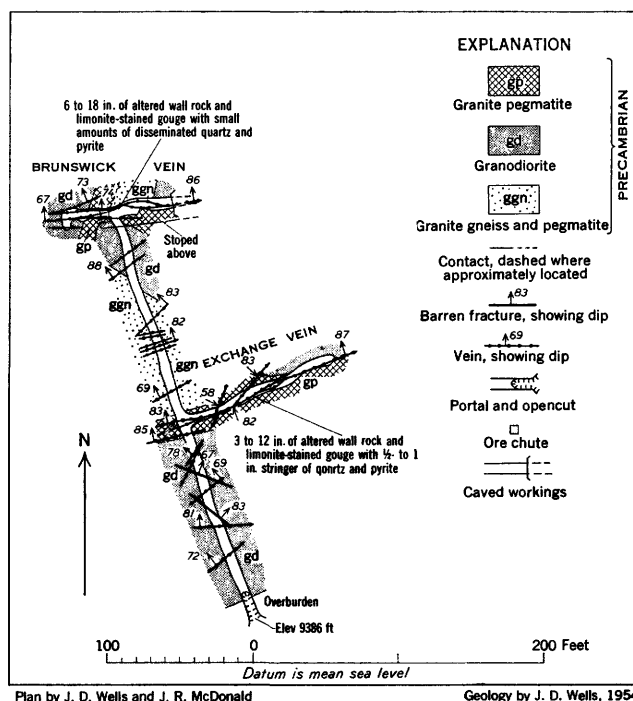 EXPLANATION
gp
Granite pegmatite
gd
Granodiorite
ggn
Granite gneiss and pegmatite
PRECAMBRIAN
Contact, dashed where
approximately located
83
Barren fracture, showing dip
69
Vein, showing dip
Portal and opencut
Ore chute
Caved workings
6 to 18 in. of altered wall rock and
limonite-stained gouge with small
amounts of disseminated quartz and
pyrite
BRUNSWICK VEIN
73
gd
74
ggn
86
67
gp
Stoped
above
88
gd
ggn
83
82
ggn
EXCHANGE VEIN
87
83
69
58
gp
83
82
85
3 to 12 in. of altered wall rock and
limonite-stained gouge with ½- to 1
in. stringer of qonrtz and pyrite
N
78
67
69
gd
81
83
72
gd
Overburden
Elev 9386 ft
100 0 200 Feet
Datum is mean sea level
Plan by J. D. Wells and J. R. McDonald
Geology by J. D. Wells, 1954